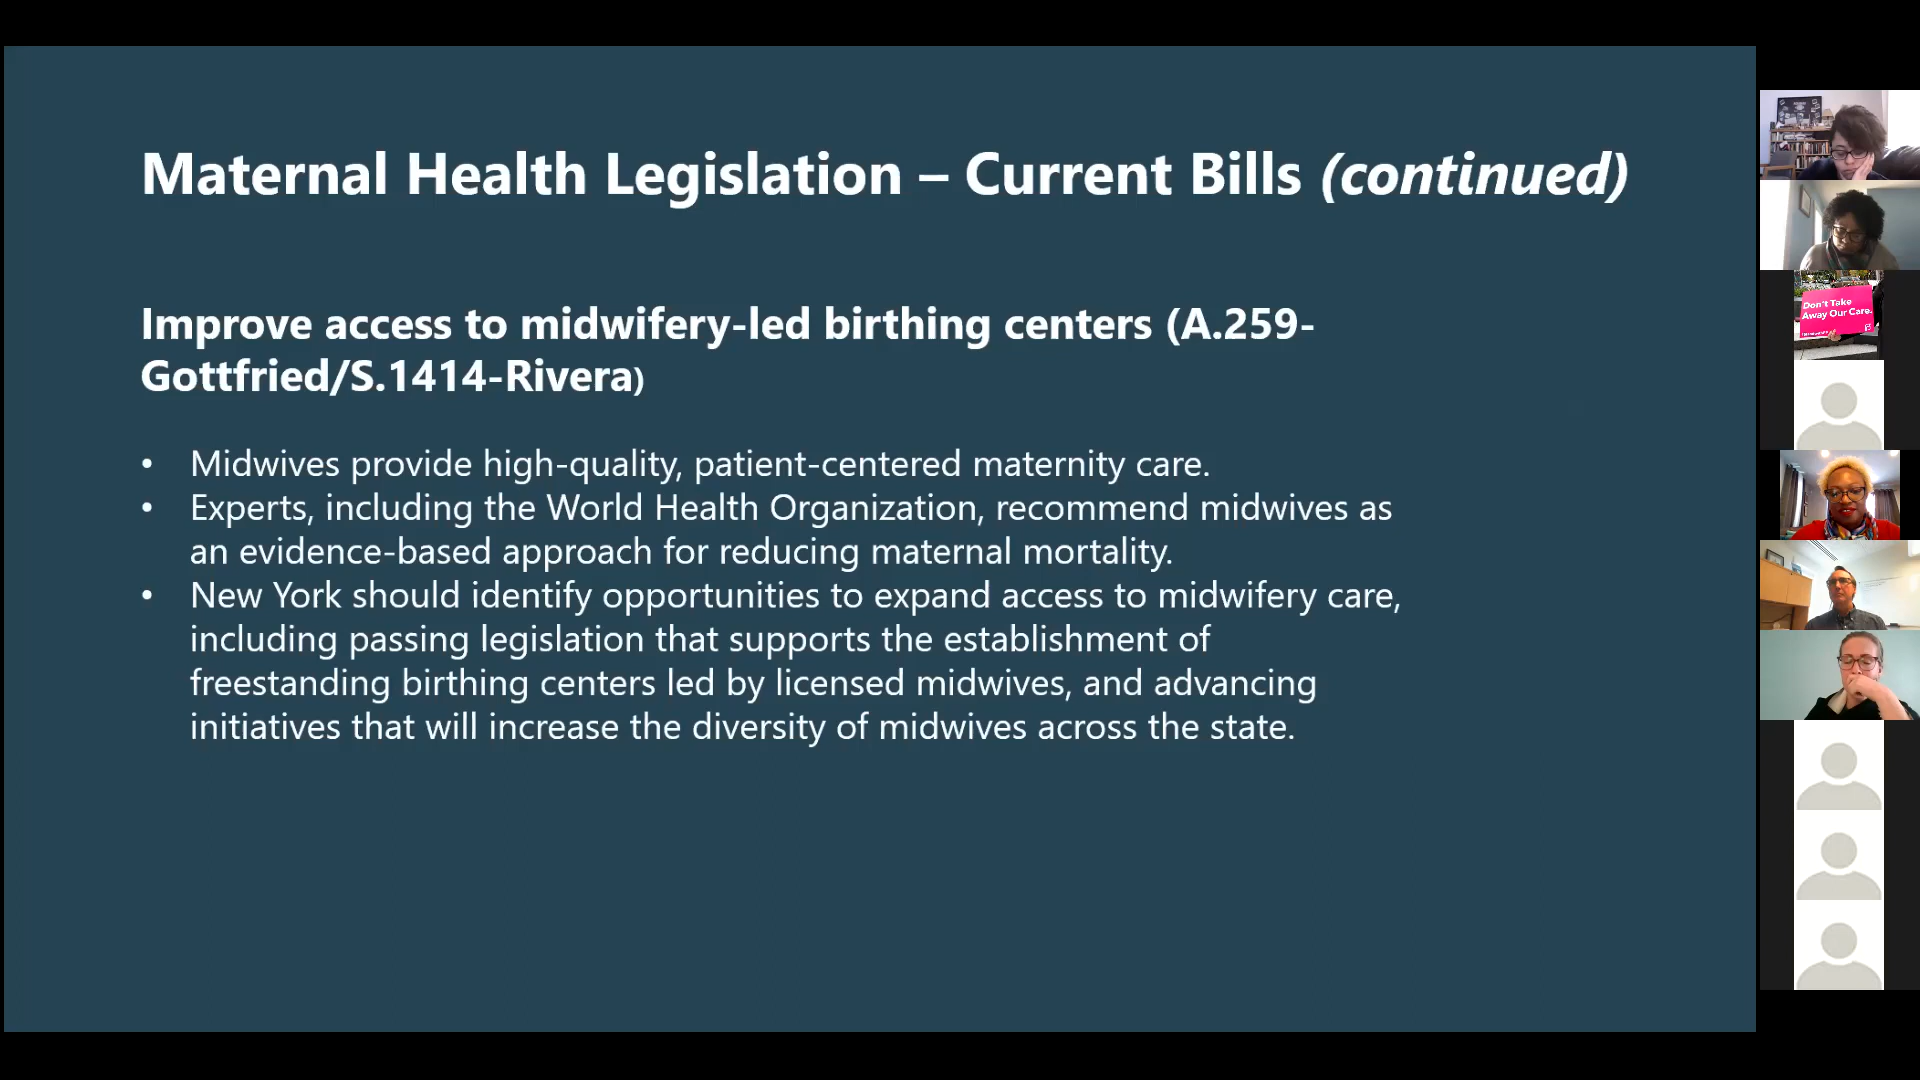 Maternal Health Legislation – Current Bills (continued)
Improve access to midwifery-led birthing centers (A.259-
Gottfried/S.1414-Rivera)
• Midwives provide high-quality, patient-centered maternity care.
• Experts, including the World Health Organization, recommend midwives as
an evidence-based approach for reducing maternal mortality.
• New York should identify opportunities to expand access to midwifery care,
including passing legislation that supports the establishment of
freestanding birthing centers led by licensed midwives, and advancing
initiatives that will increase the diversity of midwives across the state.
Don't Take
Away Our Care.